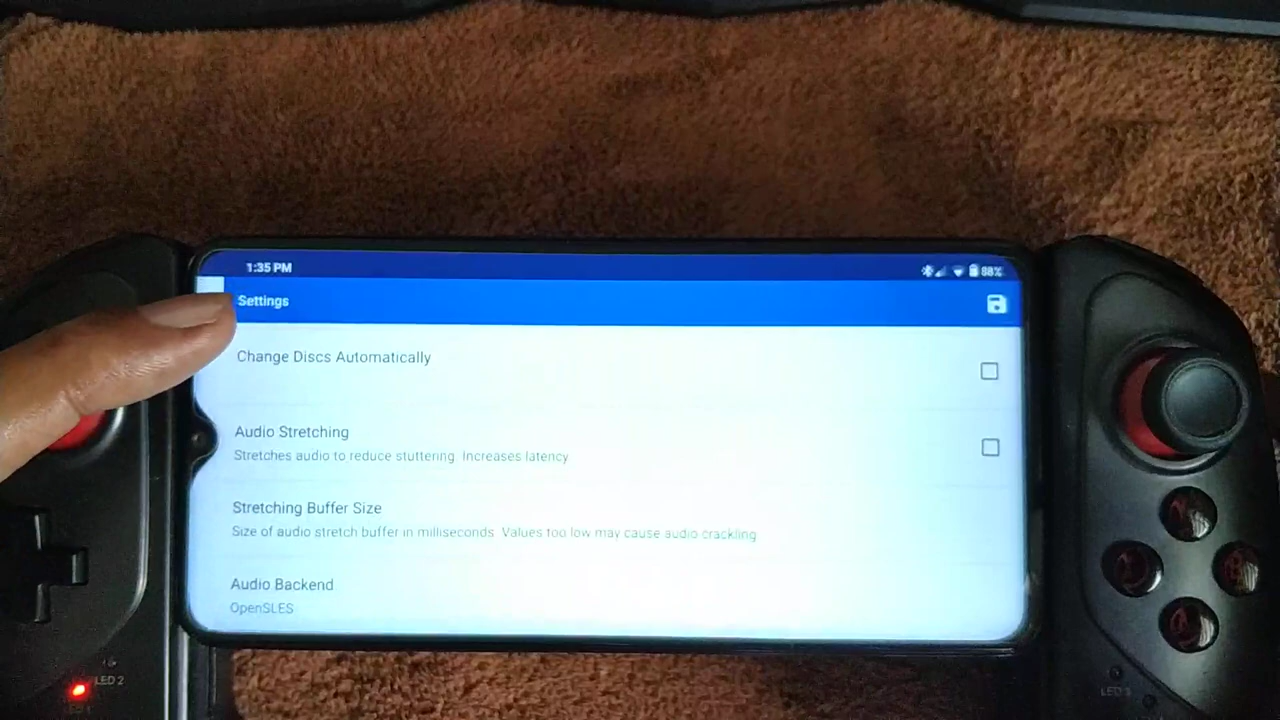 1:35 PM
88%
Settings
Change Discs Automatically
Audio Stretching
Stretches audio to reduce stuttering. Increases latency.
Stretching Buffer Size
Size of audio stretch buffer in milliseconds. Values too low may cause audio crackling.
Audio Backend
OpenSLES
LED 2